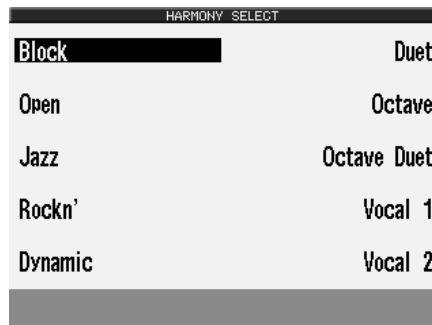 HARMONY SELECT
Block Duet
Open Octave
Jazz Octave Duet
Rockn' Vocal 1
Dynamic Vocal 2